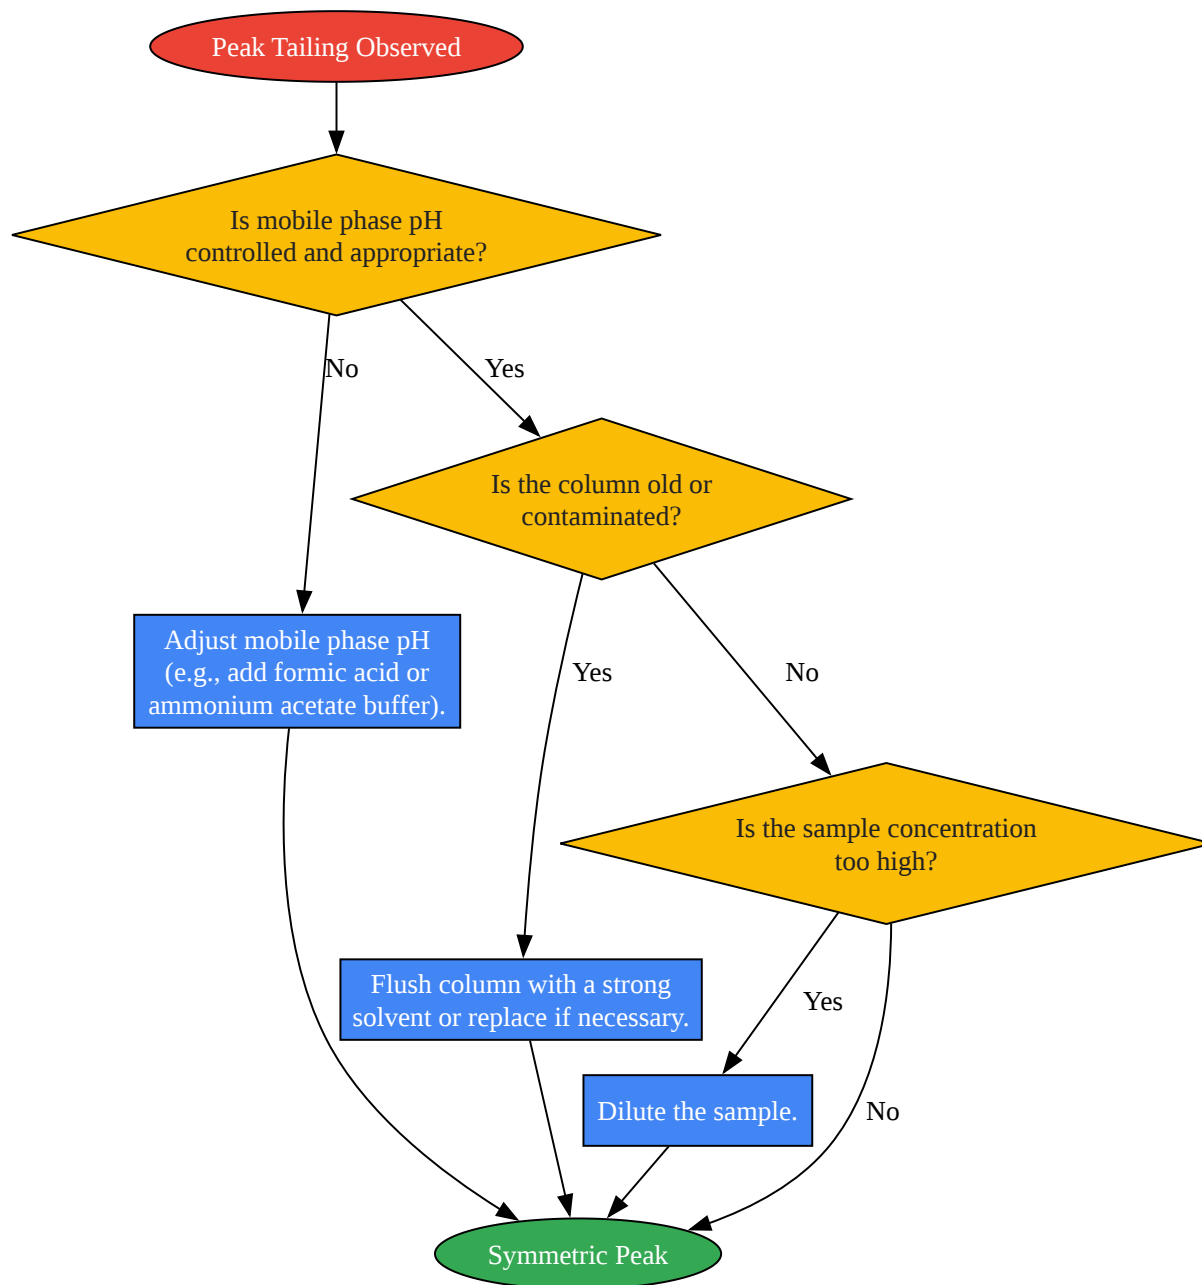 Peak Tailing Observed
Is mobile phase pH
controlled and appropriate?
No
Yes
Is the column old or
contaminated?
Adjust mobile phase pH
(e.g., add formic acid or
ammonium acetate buffer).
Yes
No
Is the sample concentration
too high?
Flush column with a strong
solvent or replace if necessary.
Yes
Dilute the sample.
No
Symmetric Peak